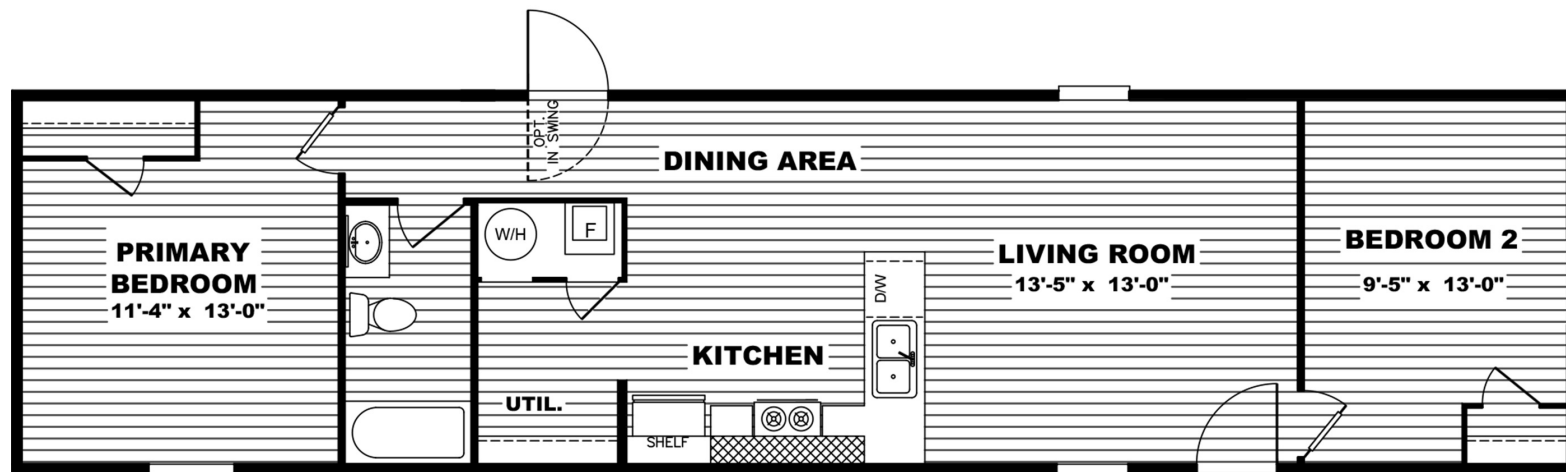 PRIMARY
BEDROOM
11'-4" x 13'-0"
OPT.
IN SWING
DINING AREA
W/H
F
UTIL.
KITCHEN
SHELF
D/W
LIVING ROOM
13'-5" x 13'-0"
BEDROOM 2
9'-5" x 13'-0"